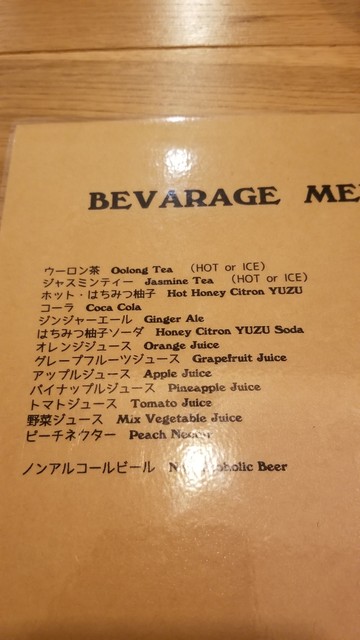 BEVARAGE ME
ウーロン茶 Oolong Tea (HOT or ICE)
ジャスミンティー Jasmine Tea (HOT or ICE)
ホット・はちみつ柚子 Hot Honey Citron YUZU
コーラ Coca Cola
ジンジャーエール Ginger Ale
はちみつ柚子ソーダ Honey Citron YUZU Soda
オレンジジュース Orange Juice
グレープフルーツジュース Grapefruit Juice
アップルジュース Apple Juice
パイナップルジュース Pineapple Juice
トマトジュース Tomato Juice
野菜ジュース Mix Vegetable Juice
ピーチネクター Peach Nectar
ノンアルコールビール Beer